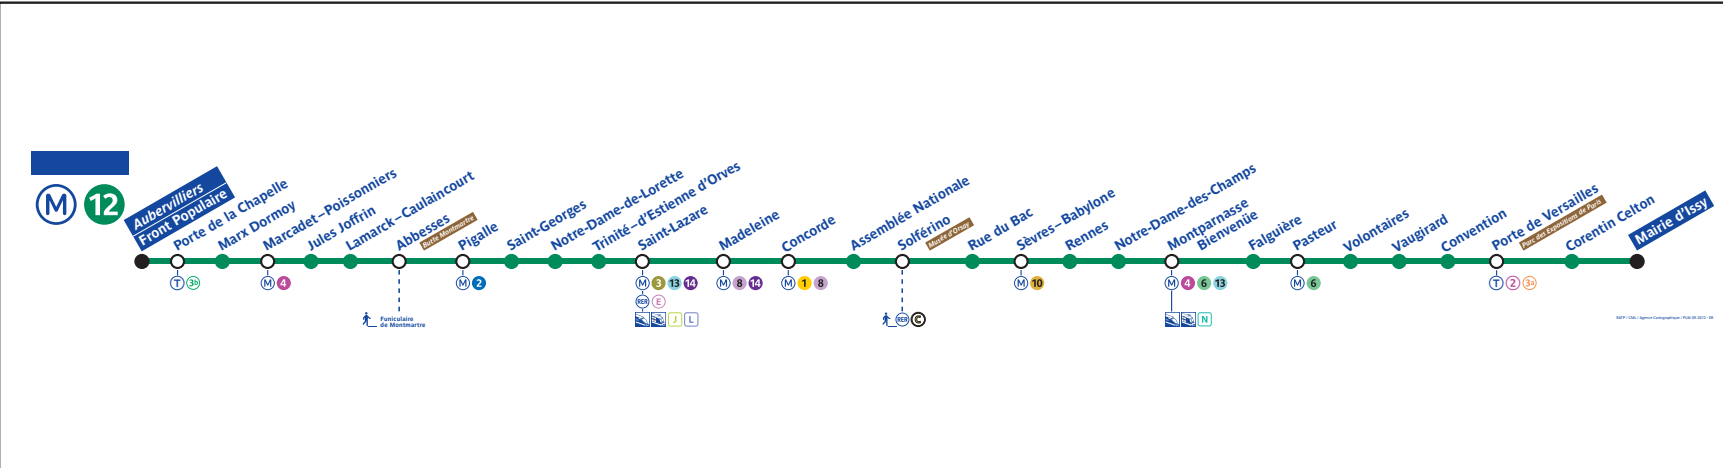 M 12
Aubervilliers
Front Populaire
Porte de la Chapelle
T 3b
Marx Dormoy
Marcadet–Poissonniers
M 4
Jules Joffrin
Lamarck–Caulaincourt
Abbesses
Butte Montmartre
Funiculaire
de Montmartre
Pigalle
M 2
Saint-Georges
Notre-Dame-de-Lorette
Trinité–d'Estienne d'Orves
Saint-Lazare
M 3 13 14
RER E
J L
Madeleine
M 8 14
Concorde
M 1 8
Assemblée Nationale
Solférino
Musée d'Orsay
RER C
Rue du Bac
Sèvres–Babylone
M 10
Rennes
Notre-Dame-des-Champs
Montparnasse
Bienvenüe
M 4 6 13
N
Falguière
Pasteur
M 6
Volontaires
Vaugirard
Convention
Porte de Versailles
Parc des Expositions de Paris
T 2 3a
Corentin Celton
Mairie d'Issy